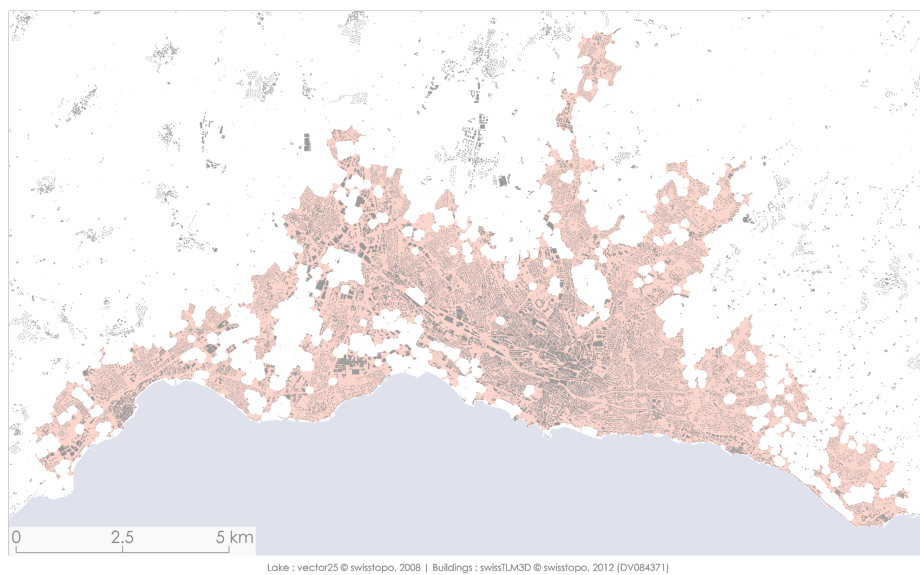 0 2.5 5 km
Lake : vector25 © swisstopo, 2008 | Buildings : swissTLM3D © swisstopo, 2012 (DV084371)